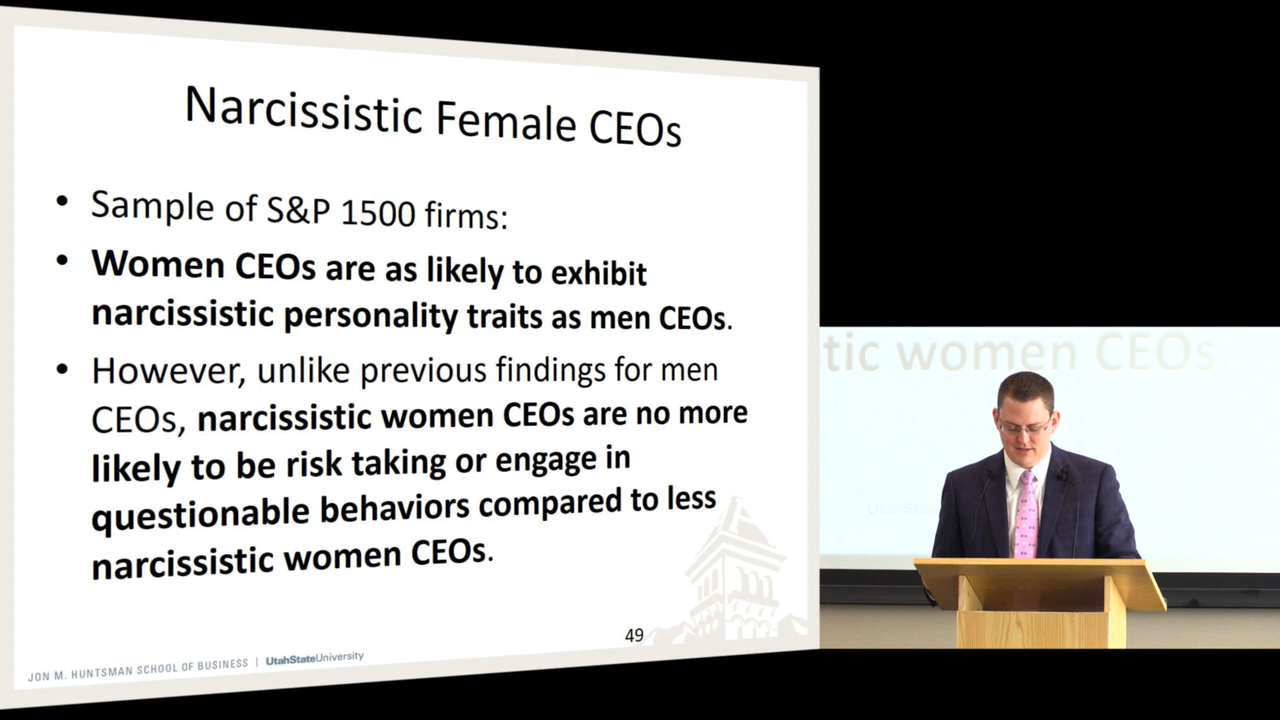 Narcissistic Female CEOs
• Sample of S&P 1500 firms:
• Women CEOs are as likely to exhibit
narcissistic personality traits as men CEOs.
• However, unlike previous findings for men
CEOs, narcissistic women CEOs are no more
likely to be risk taking or engage in
questionable behaviors compared to less
narcissistic women CEOs.
49
JON M. HUNTSMAN SCHOOL OF BUSINESS | UtahStateUniversity
tic women CEOs.